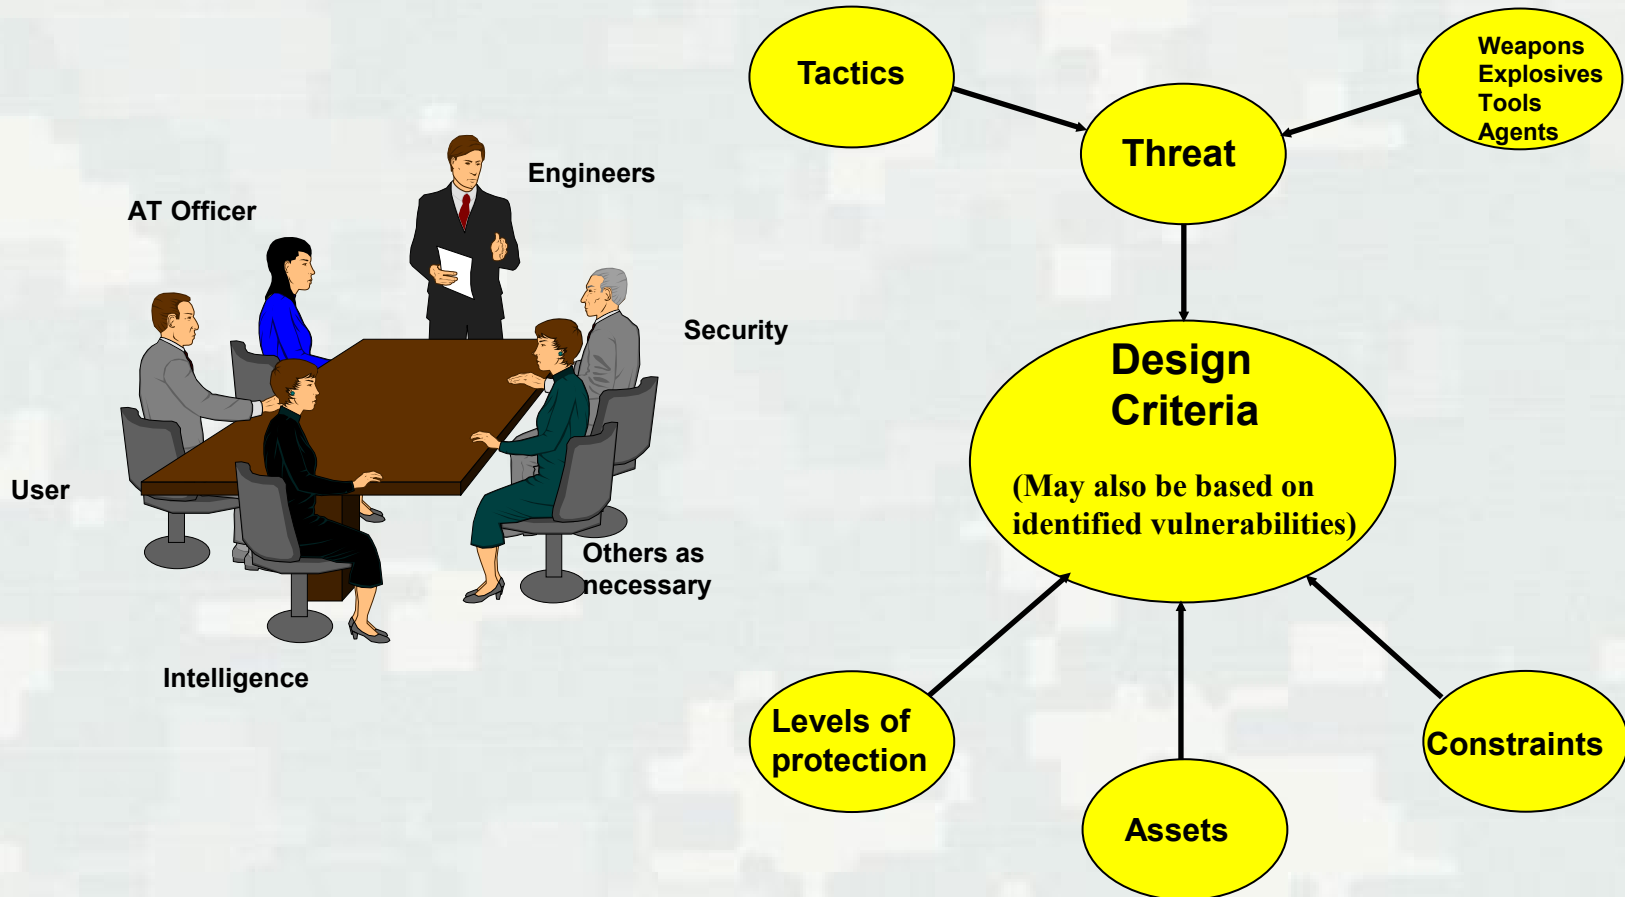 Engineers
AT Officer
Security
User
Others as
necessary
Intelligence
Tactics
Weapons
Explosives
Tools
Agents
Threat
Design
Criteria
(May also be based on
identified vulnerabilities)
Levels of
protection
Assets
Constraints